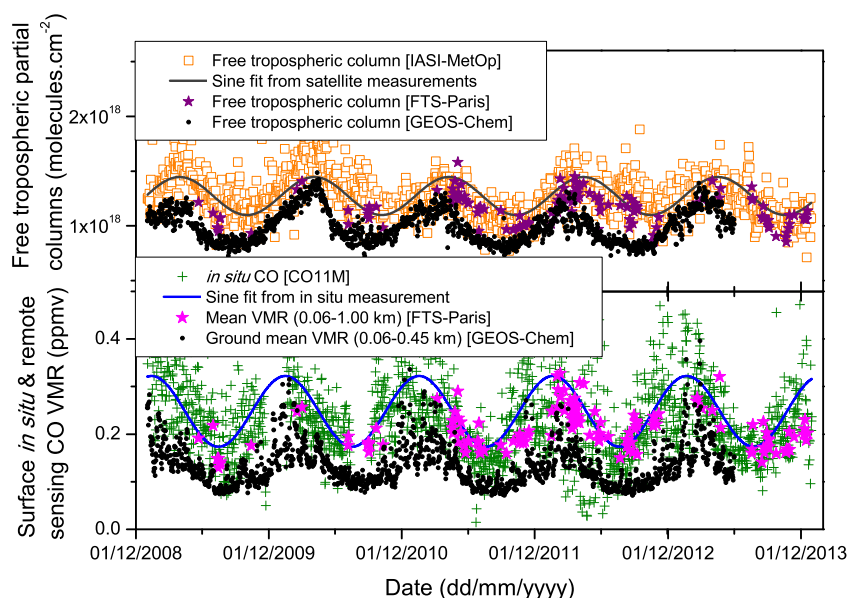 Free tropospheric partial
columns (molecules.cm⁻²)
2x10¹⁸
1x10¹⁸
Free tropospheric column [IASI-MetOp]
Sine fit from satellite measurements
Free tropospheric column [FTS-Paris]
Free tropospheric column [GEOS-Chem]
Surface in situ & remote
sensing CO VMR (ppmv)
0.4
0.2
0.0
in situ CO [CO11M]
Sine fit from in situ measurement
Mean VMR (0.06-1.00 km) [FTS-Paris]
Ground mean VMR (0.06-0.45 km) [GEOS-Chem]
01/12/2008 01/12/2009 01/12/2010 01/12/2011 01/12/2012 01/12/2013
Date (dd/mm/yyyy)